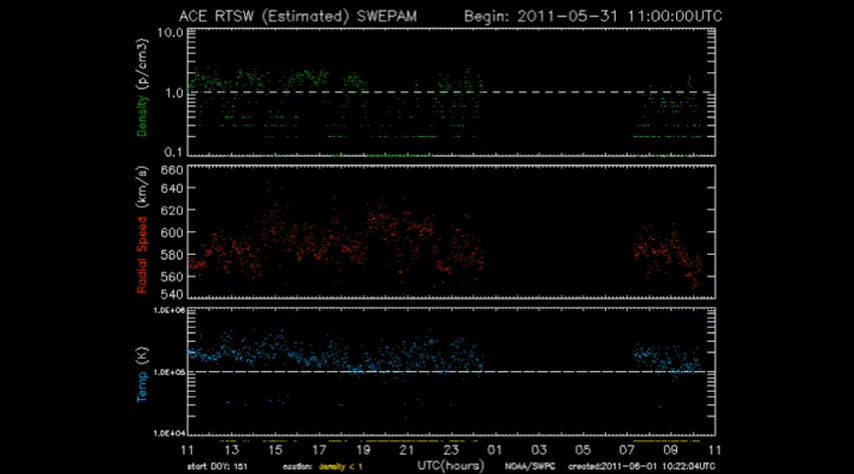 ACE RTSW (Estimated) SWEPAM Begin: 2011-05-31 11:00:00UTC
10.0
Density (p/cm3)
1.0
0.1
660
640
Radial Speed (km/s)
620
600
580
560
540
1.0E+06
Temp (K)
1.0E+05
1.0E+04
11 13 15 17 19 21 23 01 03 05 07 09 11
start DOY: 151 caution: density < 1 UTC(hours) NOAA/SWPC created:2011-06-01 10:22:04UTC